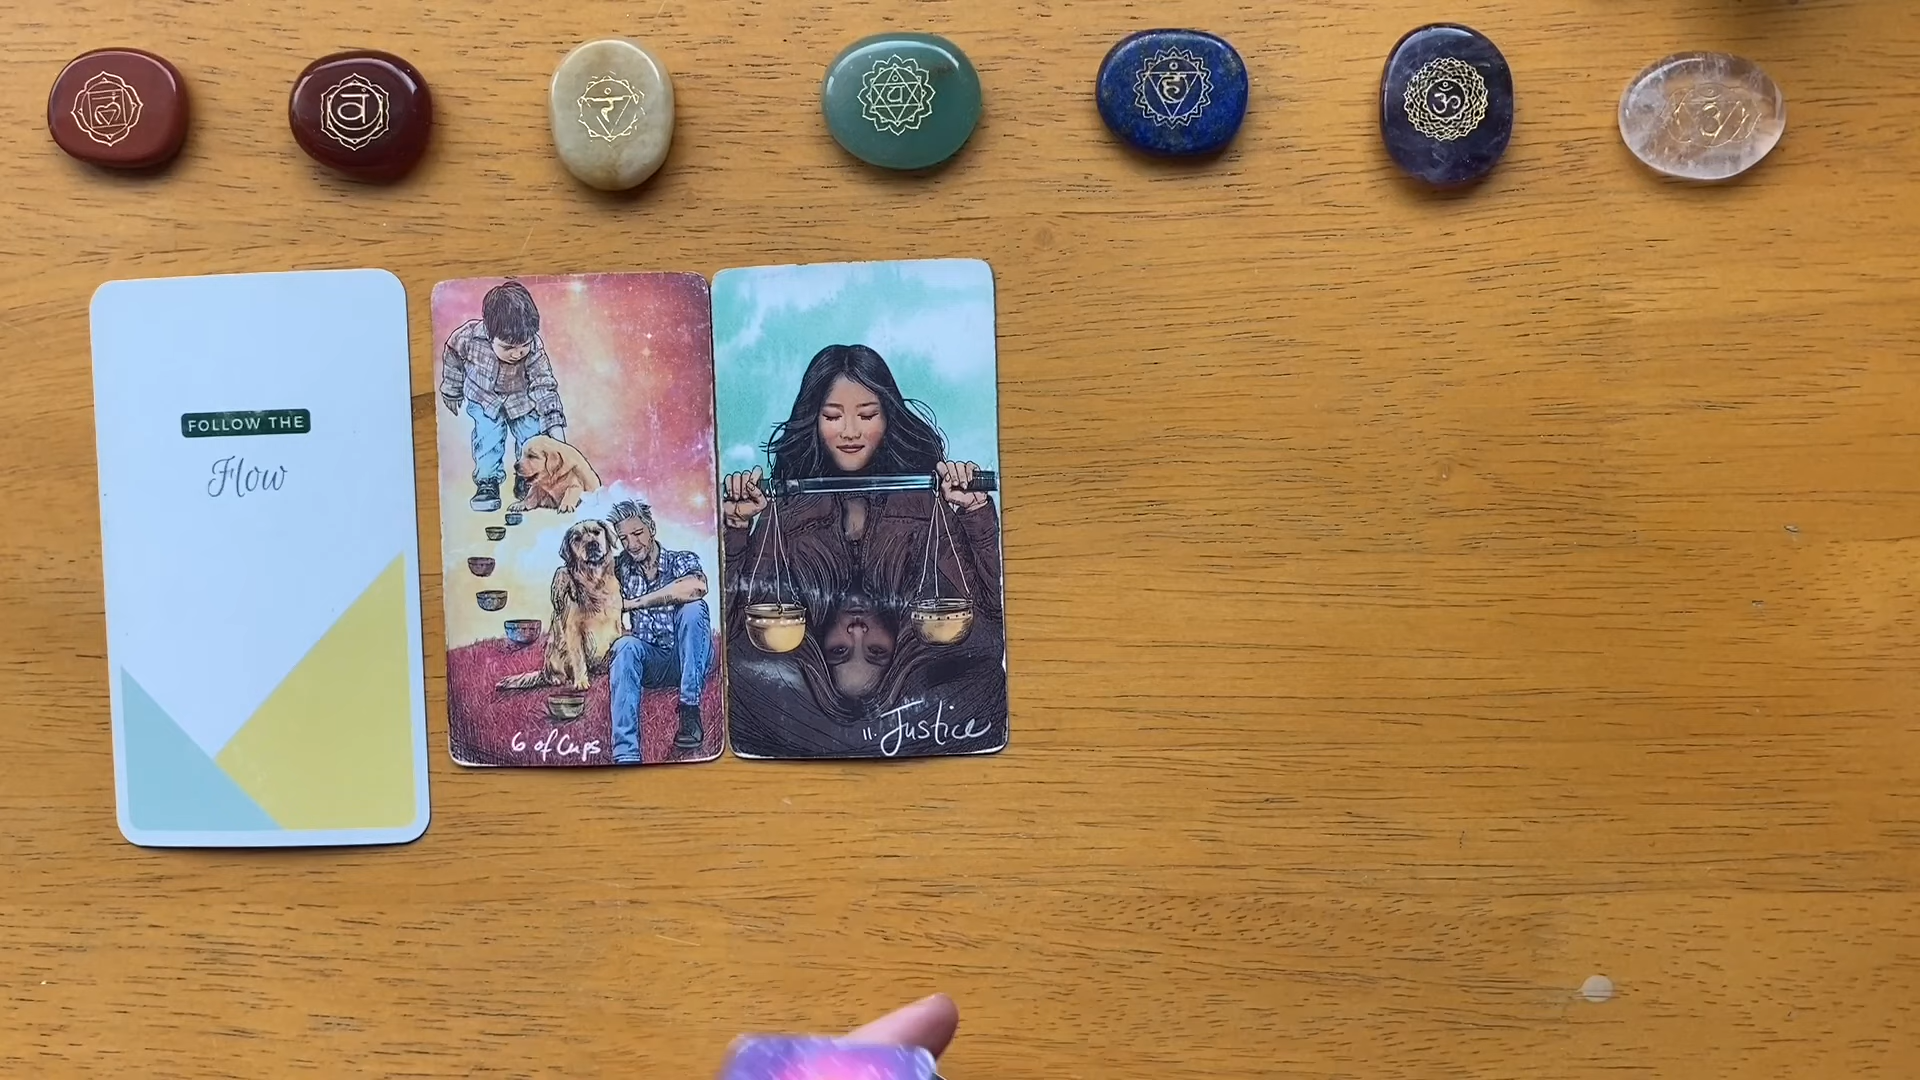 लं
वं
रं
यं
हं
ॐ
ॐ
FOLLOW THE
Flow
6 of Cups
11. Justice